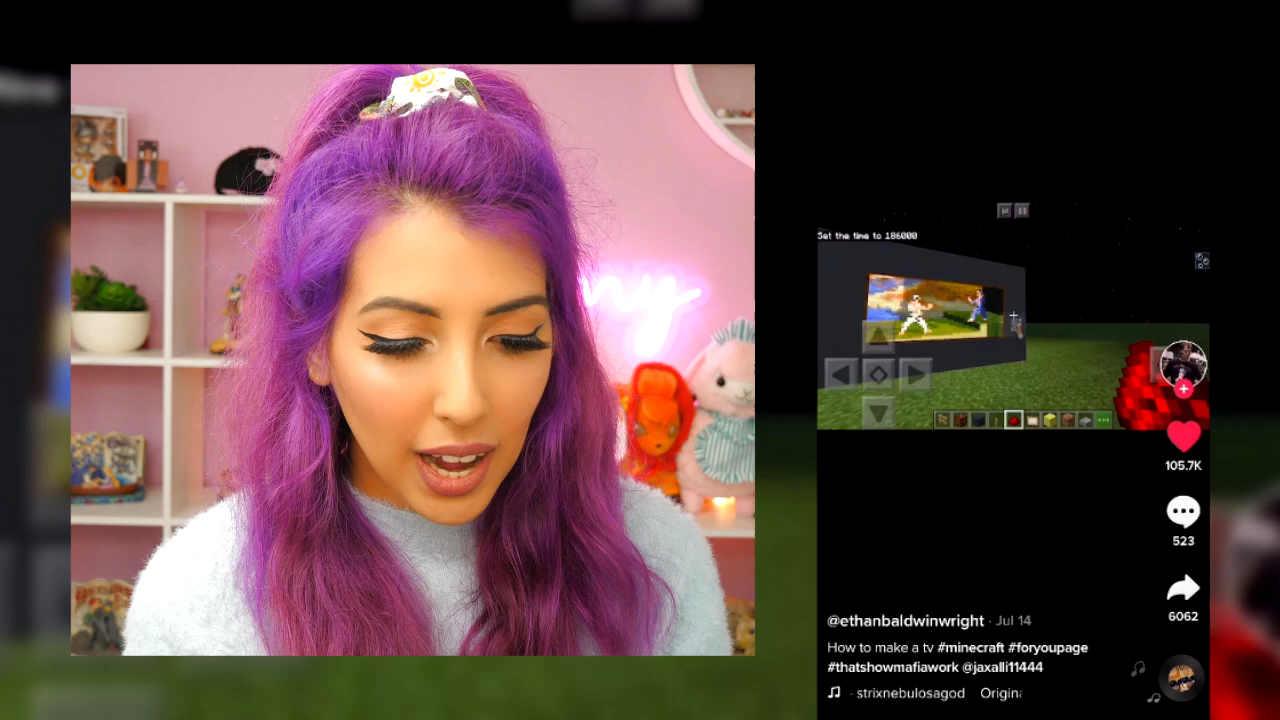 ny
Set the time to 186000
105.7K
523
6062
@ethanbaldwinwright · Jul 14
How to make a tv #minecraft #foryoupage
#thatshowmafiawork @jaxalli11444
- strixnebulosagod Origina